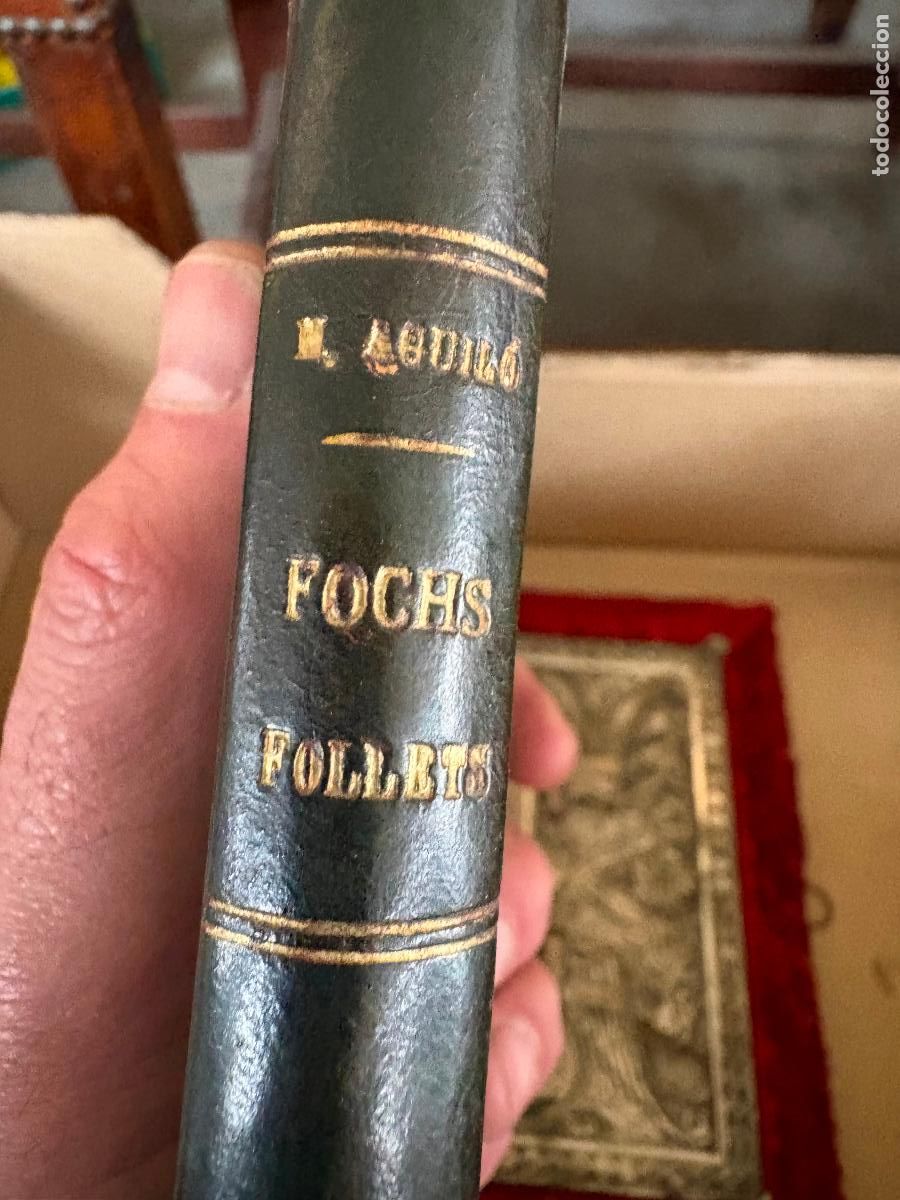 M. AGUILÓ
FOCHS
FOLLETS
todocoleccion